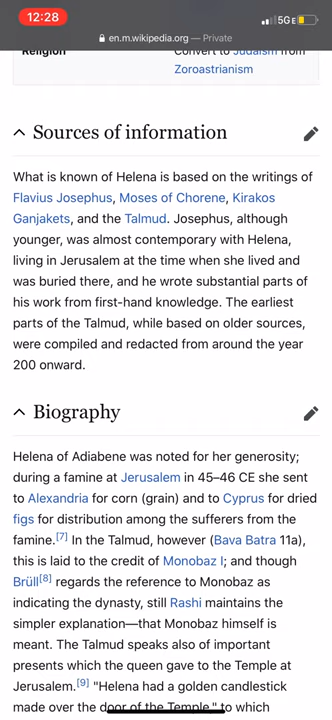 12:28
5GE
en.m.wikipedia.org — Private
Religion Convert to Judaism from
Zoroastrianism
Sources of information
What is known of Helena is based on the writings of
Flavius Josephus, Moses of Chorene, Kirakos
Ganjakets, and the Talmud. Josephus, although
younger, was almost contemporary with Helena,
living in Jerusalem at the time when she lived and
was buried there, and he wrote substantial parts of
his work from first-hand knowledge. The earliest
parts of the Talmud, while based on older sources,
were compiled and redacted from around the year
200 onward.
Biography
Helena of Adiabene was noted for her generosity;
during a famine at Jerusalem in 45–46 CE she sent
to Alexandria for corn (grain) and to Cyprus for dried
figs for distribution among the sufferers from the
famine.[7] In the Talmud, however (Bava Batra 11a),
this is laid to the credit of Monobaz I; and though
Brüll[8] regards the reference to Monobaz as
indicating the dynasty, still Rashi maintains the
simpler explanation—that Monobaz himself is
meant. The Talmud speaks also of important
presents which the queen gave to the Temple at
Jerusalem.[9] "Helena had a golden candlestick
made over the door of the Temple," to which